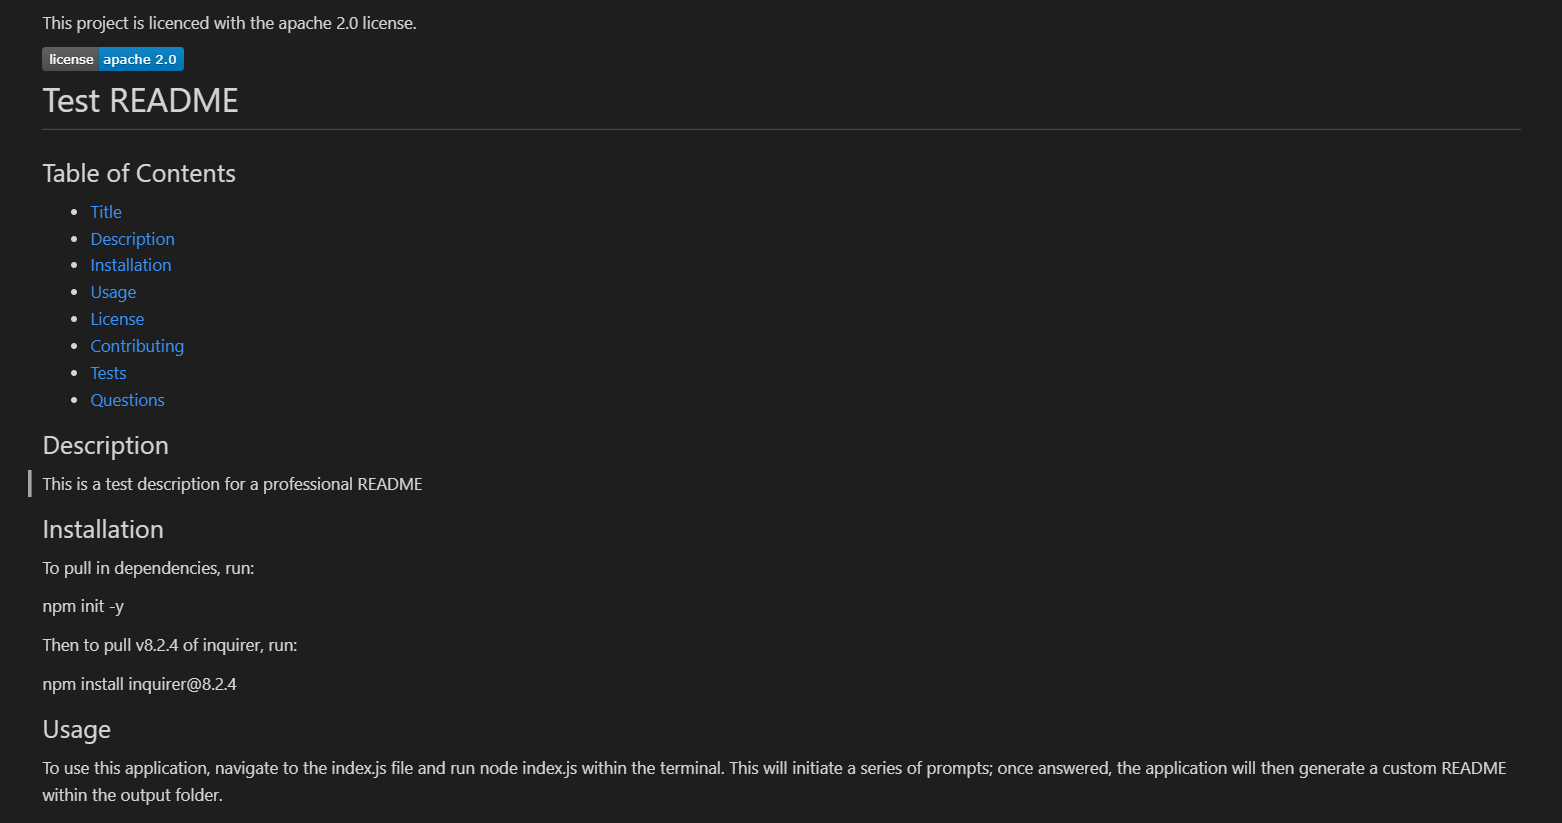 This project is licenced with the apache 2.0 license.
license apache 2.0
Test README
Table of Contents
Title
Description
Installation
Usage
License
Contributing
Tests
Questions
Description
This is a test description for a professional README
Installation
To pull in dependencies, run:
npm init -y
Then to pull v8.2.4 of inquirer, run:
npm install inquirer@8.2.4
Usage
To use this application, navigate to the index.js file and run node index.js within the terminal. This will initiate a series of prompts; once answered, the application will then generate a custom README
within the output folder.